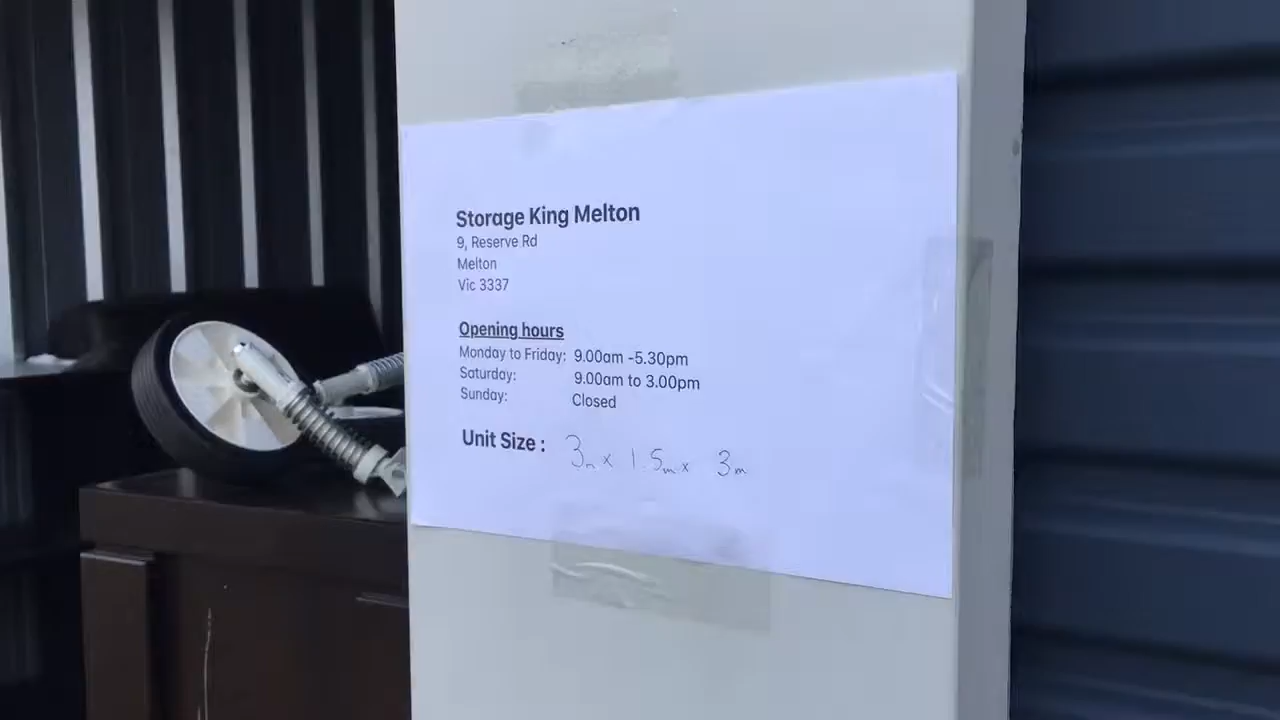 Storage King Melton
9, Reserve Rd
Melton
Vic 3337
Opening hours
Monday to Friday: 9.00am -5.30pm
Saturday: 9.00am to 3.00pm
Sunday: Closed
Unit Size : 3m x 1.5m x 3m